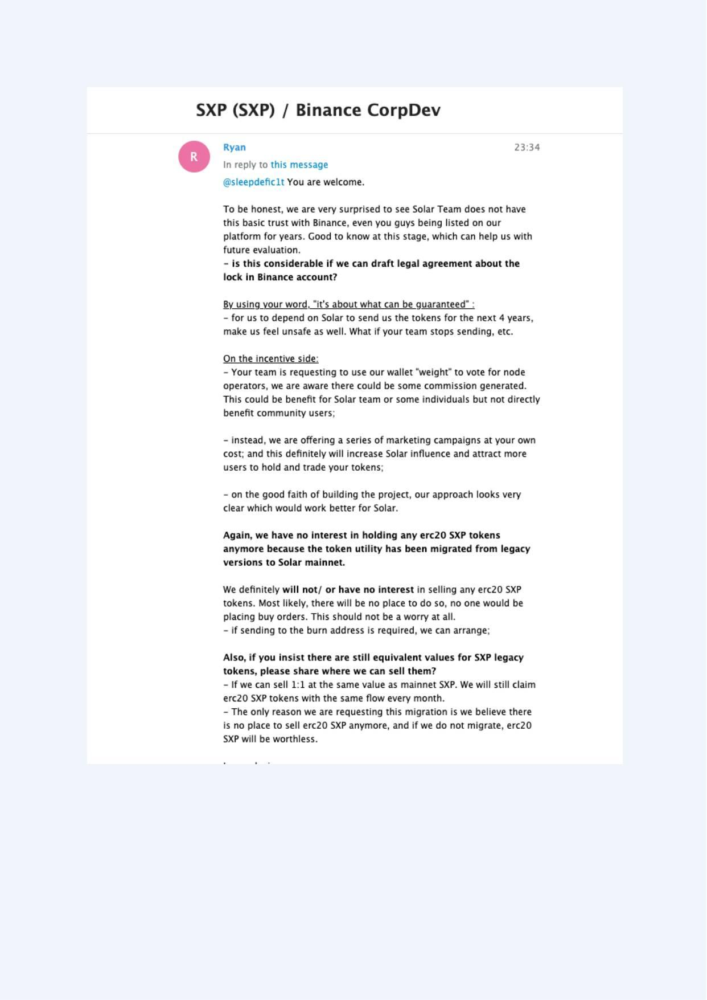 SXP (SXP) / Binance CorpDev
R
Ryan
23:34
In reply to this message
@sleepdefic1t You are welcome.
To be honest, we are very surprised to see Solar Team does not have
this basic trust with Binance, even you guys being listed on our
platform for years. Good to know at this stage, which can help us with
future evaluation.
– is this considerable if we can draft legal agreement about the
lock in Binance account?
By using your word, "it's about what can be guaranteed" :
– for us to depend on Solar to send us the tokens for the next 4 years,
make us feel unsafe as well. What if your team stops sending, etc.
On the incentive side:
– Your team is requesting to use our wallet "weight" to vote for node
operators, we are aware there could be some commission generated.
This could be benefit for Solar team or some individuals but not directly
benefit community users;
– instead, we are offering a series of marketing campaigns at your own
cost; and this definitely will increase Solar influence and attract more
users to hold and trade your tokens;
– on the good faith of building the project, our approach looks very
clear which would work better for Solar.
Again, we have no interest in holding any erc20 SXP tokens
anymore because the token utility has been migrated from legacy
versions to Solar mainnet.
We definitely will not/ or have no interest in selling any erc20 SXP
tokens. Most likely, there will be no place to do so, no one would be
placing buy orders. This should not be a worry at all.
– if sending to the burn address is required, we can arrange;
Also, if you insist there are still equivalent values for SXP legacy
tokens, please share where we can sell them?
– If we can sell 1:1 at the same value as mainnet SXP. We will still claim
erc20 SXP tokens with the same flow every month.
– The only reason we are requesting this migration is we believe there
is no place to sell erc20 SXP anymore, and if we do not migrate, erc20
SXP will be worthless.